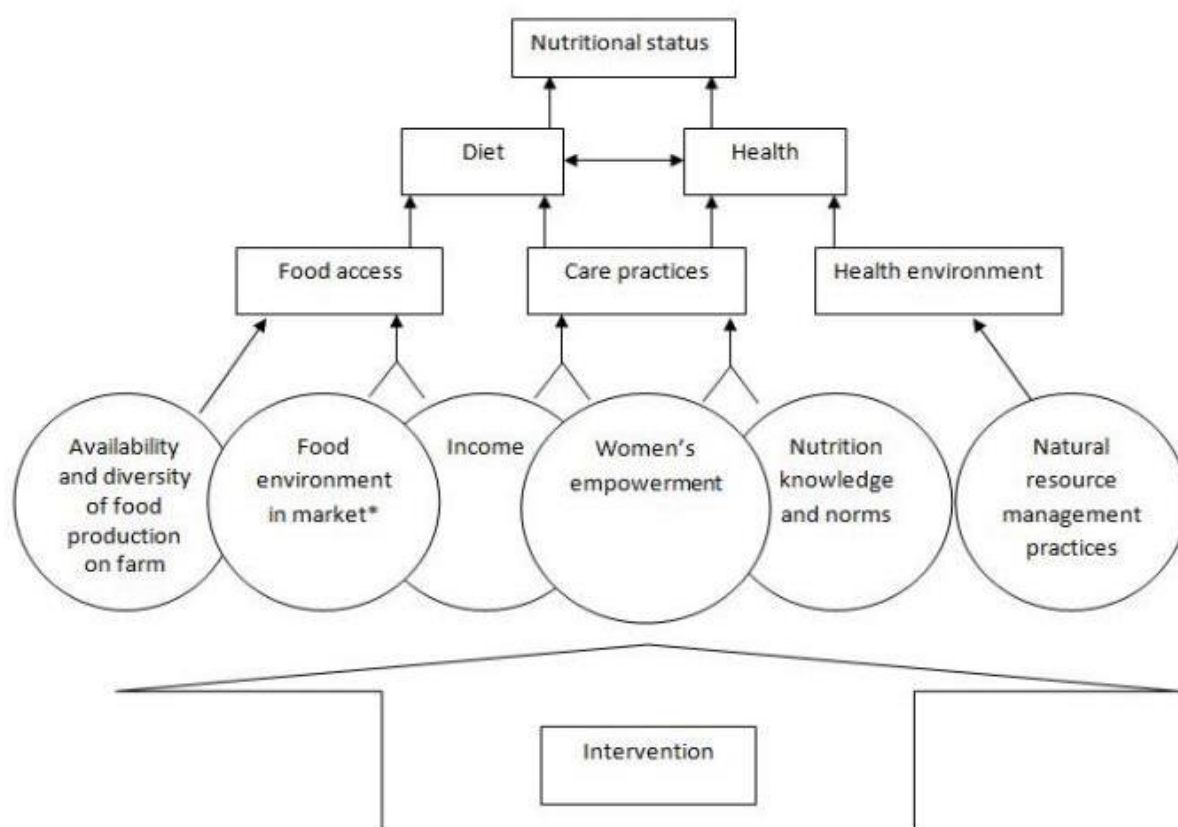 Nutritional status
Diet
Health
Food access
Care practices
Health environment
Availability
and diversity
of food
production
on farm
Food
environment
in market*
Income
Women's
empowerment
Nutrition
knowledge
and norms
Natural
resource
management
practices
Intervention